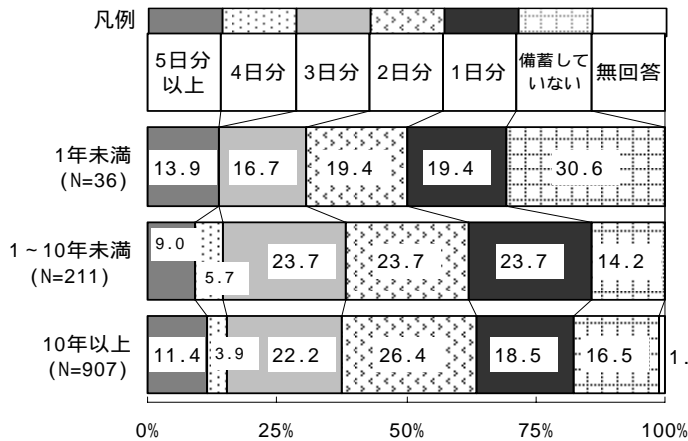 凡例
5日分
以上
4日分
3日分
2日分
1日分
備蓄して
いない
無回答
1年未満
(N=36)
13.9
16.7
19.4
19.4
30.6
1~10年未満
(N=211)
9.0
5.7
23.7
23.7
23.7
14.2
10年以上
(N=907)
11.4
3.9
22.2
26.4
18.5
16.5
1.
0%
25%
50%
75%
100%